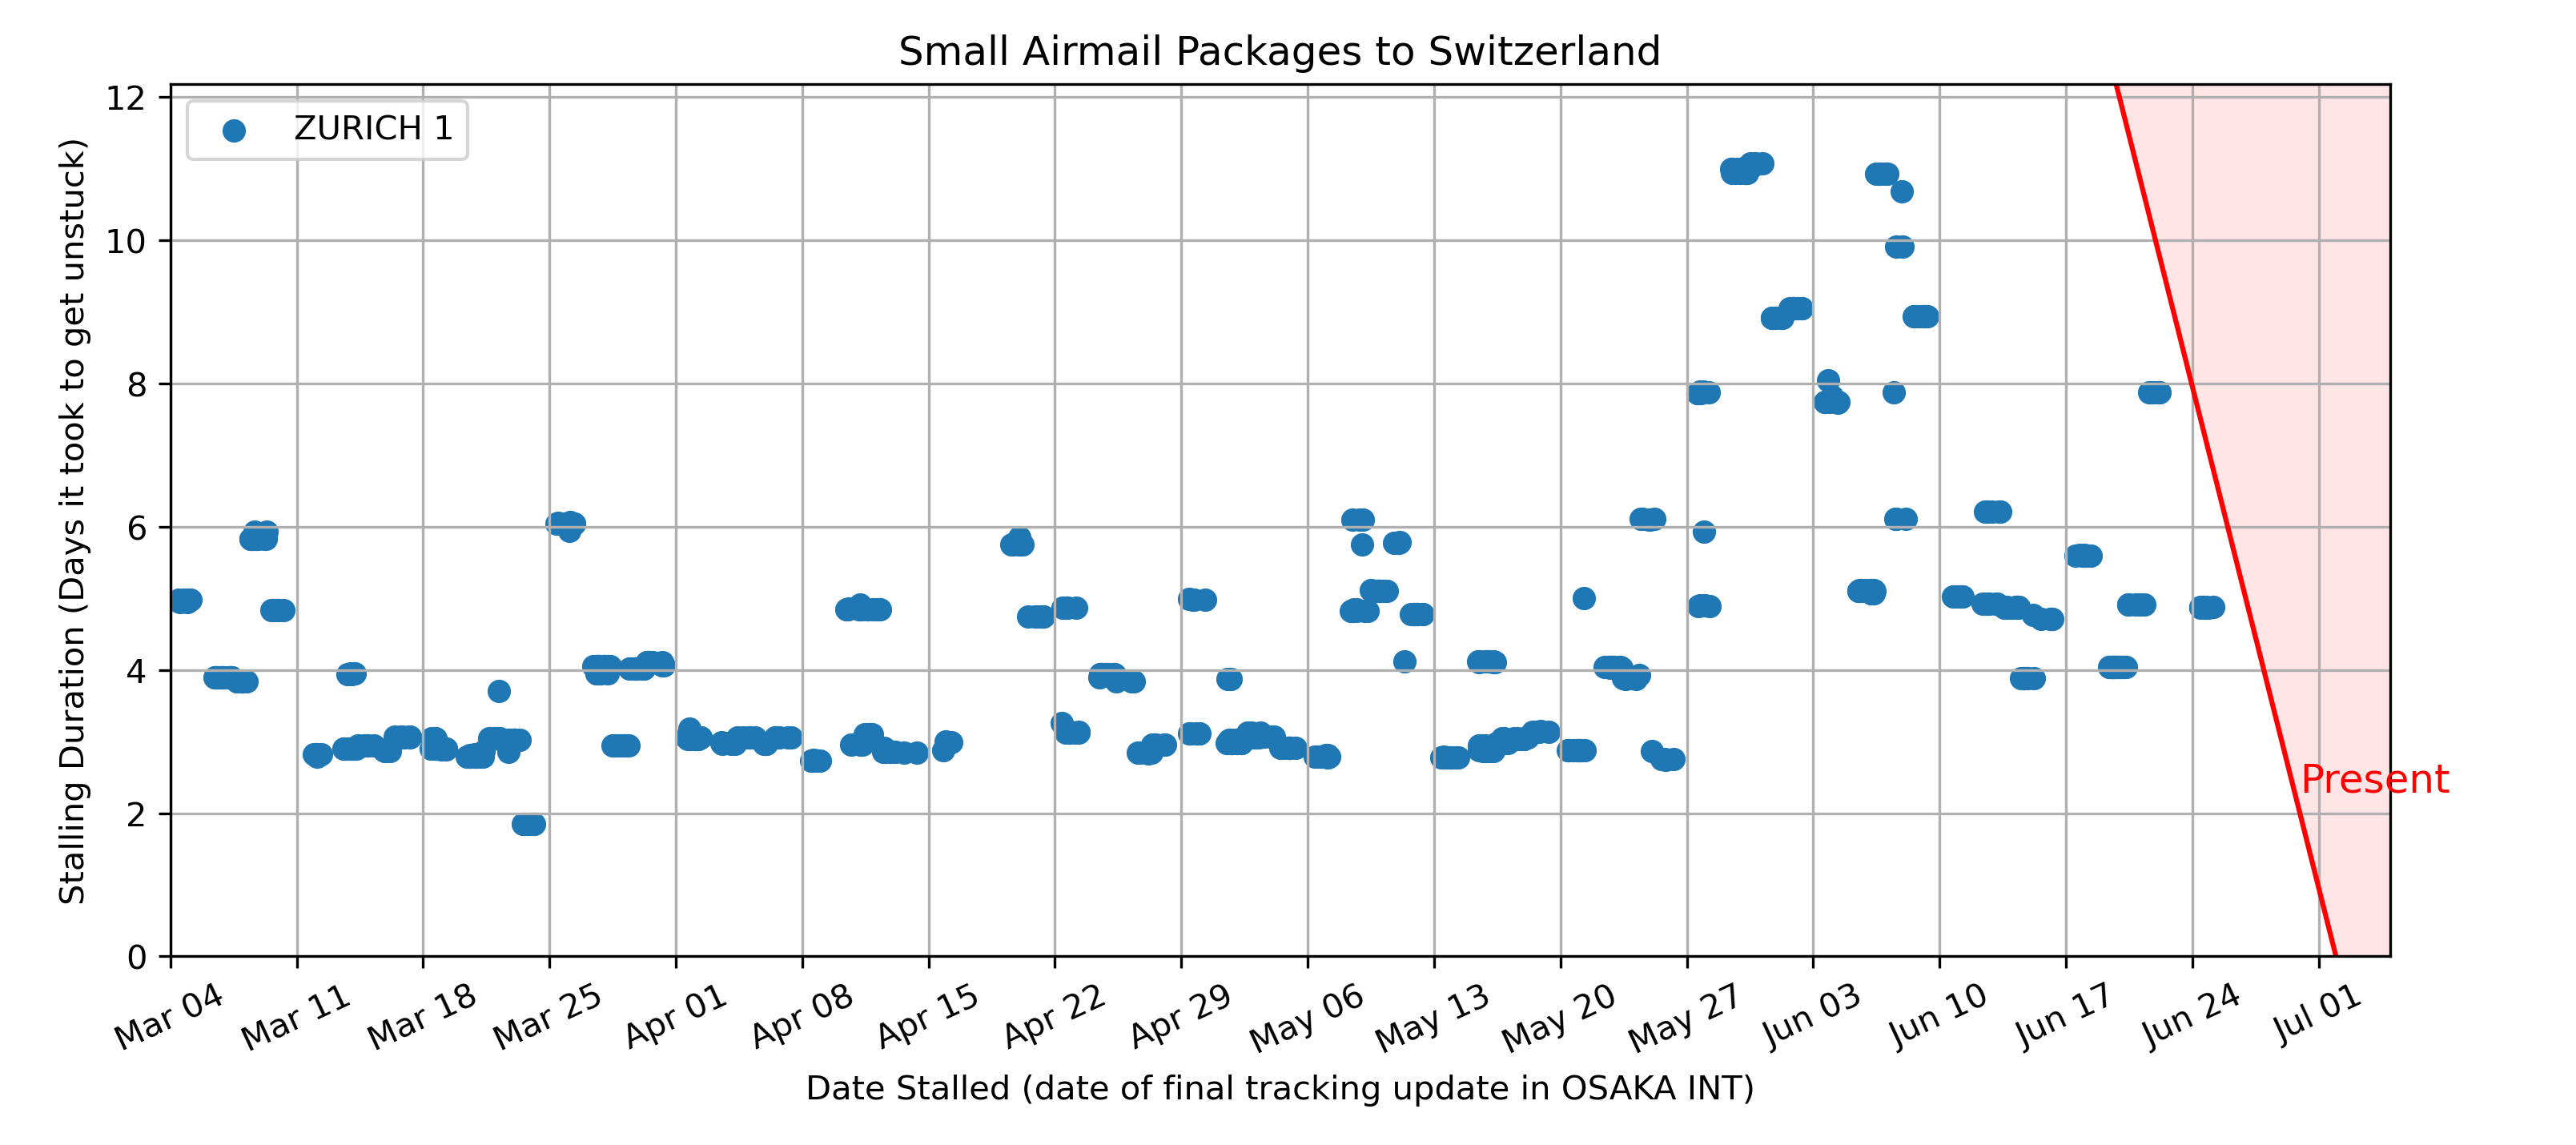 Small Airmail Packages to Switzerland
ZURICH 1
Stalling Duration (Days it took to get unstuck)
12
10
8
6
4
2
0
Present
Mar 04
Mar 11
Mar 18
Mar 25
Apr 01
Apr 08
Apr 15
Apr 22
Apr 29
May 06
May 13
May 20
May 27
Jun 03
Jun 10
Jun 17
Jun 24
Jul 01
Date Stalled (date of final tracking update in OSAKA INT)